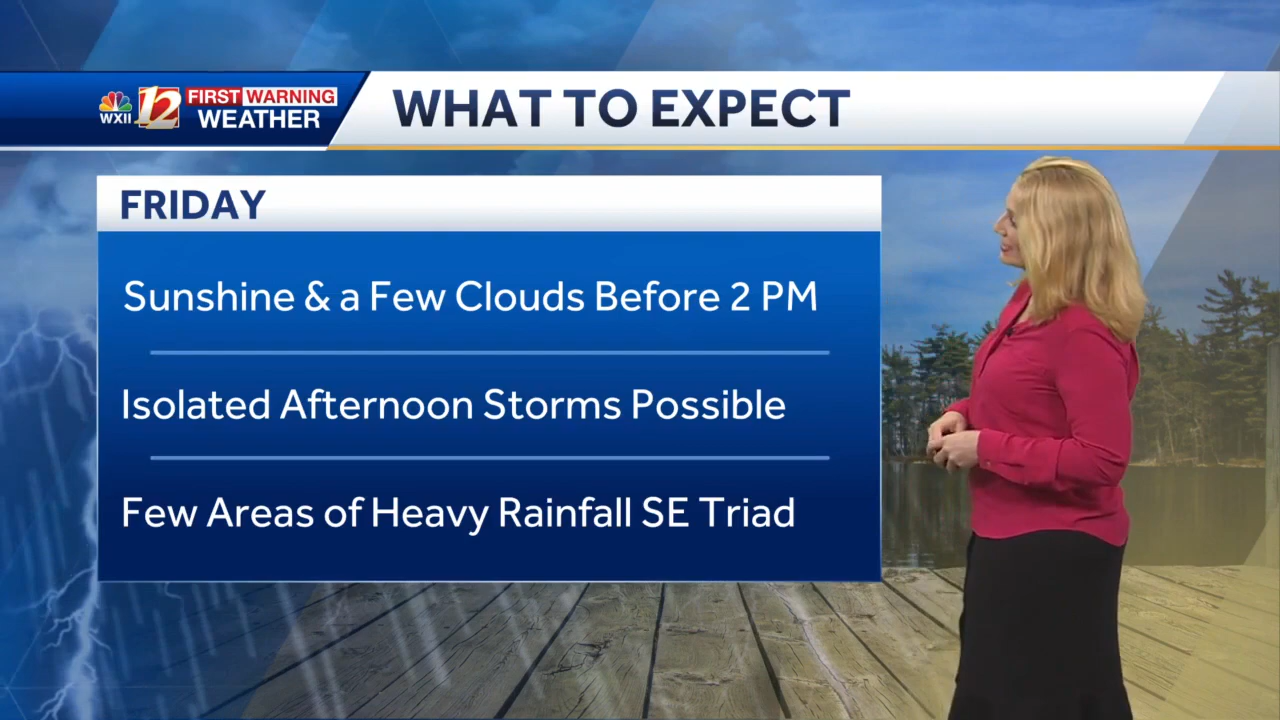 WXII 12 FIRST WARNING
WEATHER
WHAT TO EXPECT
FRIDAY
Sunshine & a Few Clouds Before 2 PM
Isolated Afternoon Storms Possible
Few Areas of Heavy Rainfall SE Triad